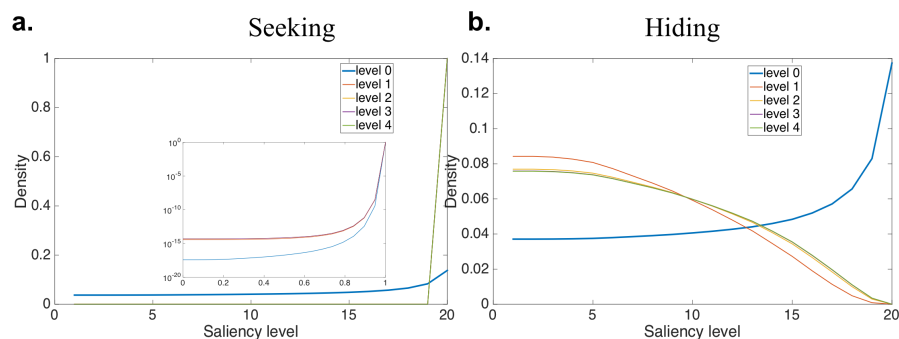 a.
Seeking
1
0.8
0.6
0.4
0.2
0
Density
level 0
level 1
level 2
level 3
level 4
10^0
10^-5
10^-10
10^-15
10^-20
0 0.2 0.4 0.6 0.8 1
0 5 10 15 20
Saliency level
b.
Hiding
0.14
0.12
0.1
0.08
0.06
0.04
0.02
0
Density
level 0
level 1
level 2
level 3
level 4
0 5 10 15 20
Saliency level